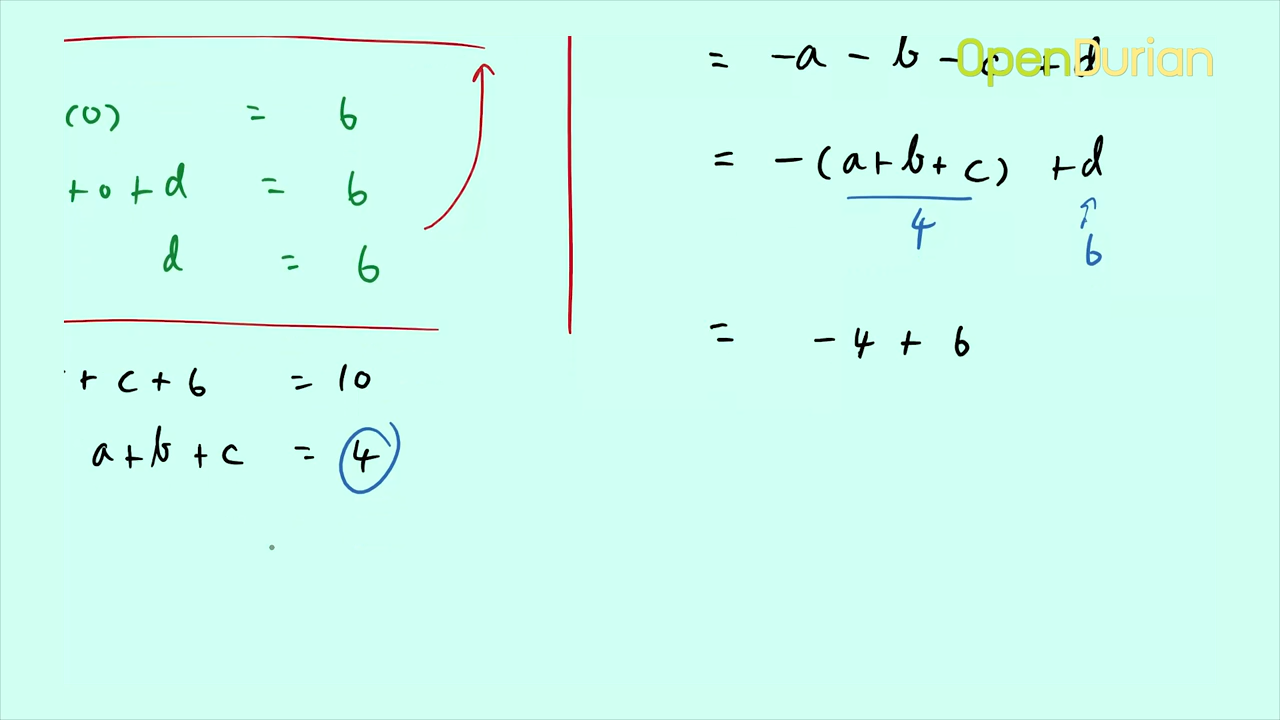 (0) = 6
+ 0 + d = 6
d = 6
+ c + 6 = 10
a + b + c = 4
= -a - b - c + d
OpenDurian
= -(a + b + c) + d
4
6
= -4 + 6